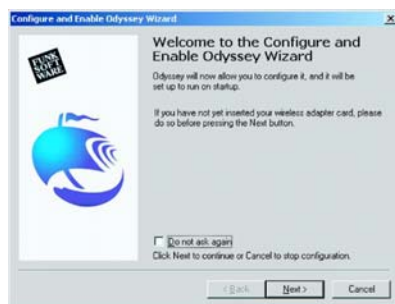 Configure and Enable Odyssey Wizard
FUNK
SOFT
WARE
Welcome to the Configure and
Enable Odyssey Wizard
Odyssey will now allow you to configure it, and it will be
set up to run on startup.
If you have not yet inserted your wireless adapter card, please
do so before pressing the Next button.
Do not ask again
Click Next to continue or Cancel to stop configuration.
< Back Next > Cancel